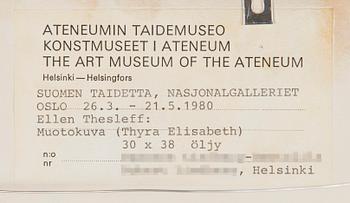 ATENEUMIN TAIDEMUSEO
KONSTMUSEET I ATENEUM
THE ART MUSEUM OF THE ATENEUM
Helsinki—Helsingfors
SUOMEN TAIDETTA, NASJONALGALLERIET
OSLO 26.3. - 21.5.1980
Ellen Thesleff:
Muotokuva (Thyra Elisabeth)
30 x 38 öljy
n:o
nr
, Helsinki